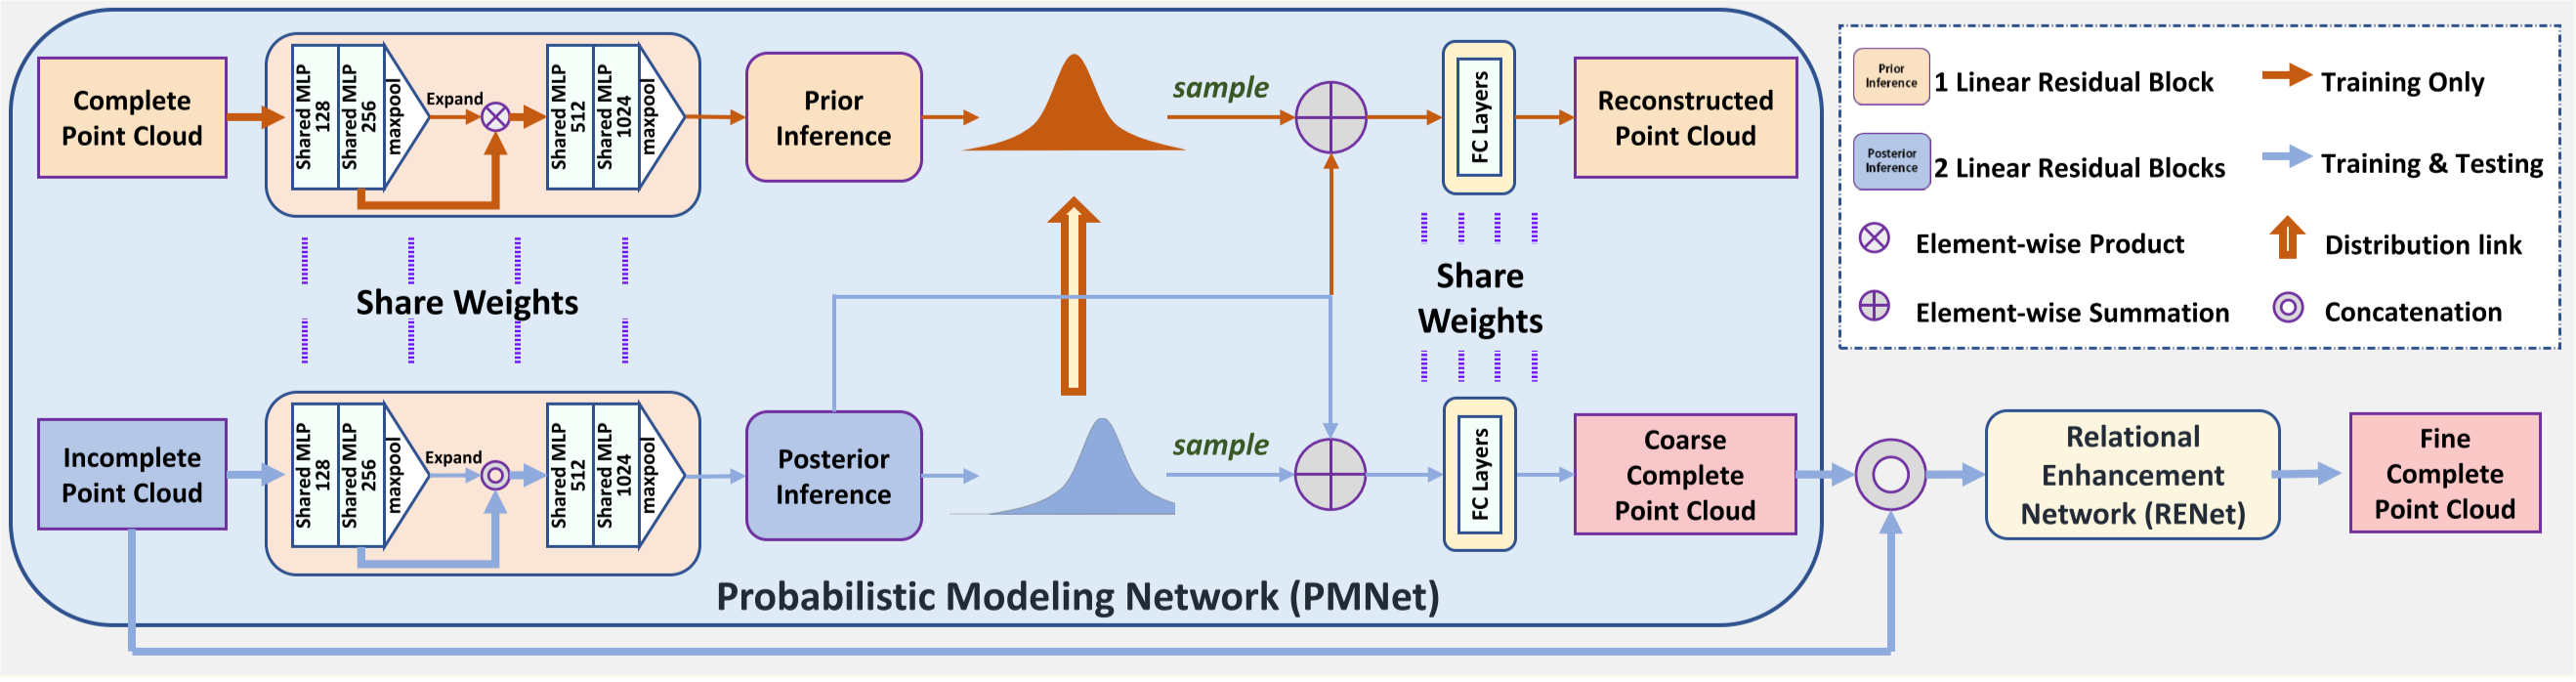 Complete
Point Cloud
Shared MLP
128
Shared MLP
256
maxpool
Expand
Shared MLP
512
Shared MLP
1024
maxpool
Prior
Inference
sample
FC Layers
Reconstructed
Point Cloud
Share Weights
Share
Weights
Incomplete
Point Cloud
Shared MLP
128
Shared MLP
256
maxpool
Expand
Shared MLP
512
Shared MLP
1024
maxpool
Posterior
Inference
sample
FC Layers
Coarse
Complete
Point Cloud
Probabilistic Modeling Network (PMNet)
Relational
Enhancement
Network (RENet)
Fine
Complete
Point Cloud
Prior
Inference
1 Linear Residual Block
Training Only
Posterior
Inference
2 Linear Residual Blocks
Training & Testing
Element-wise Product
Distribution link
Element-wise Summation
Concatenation